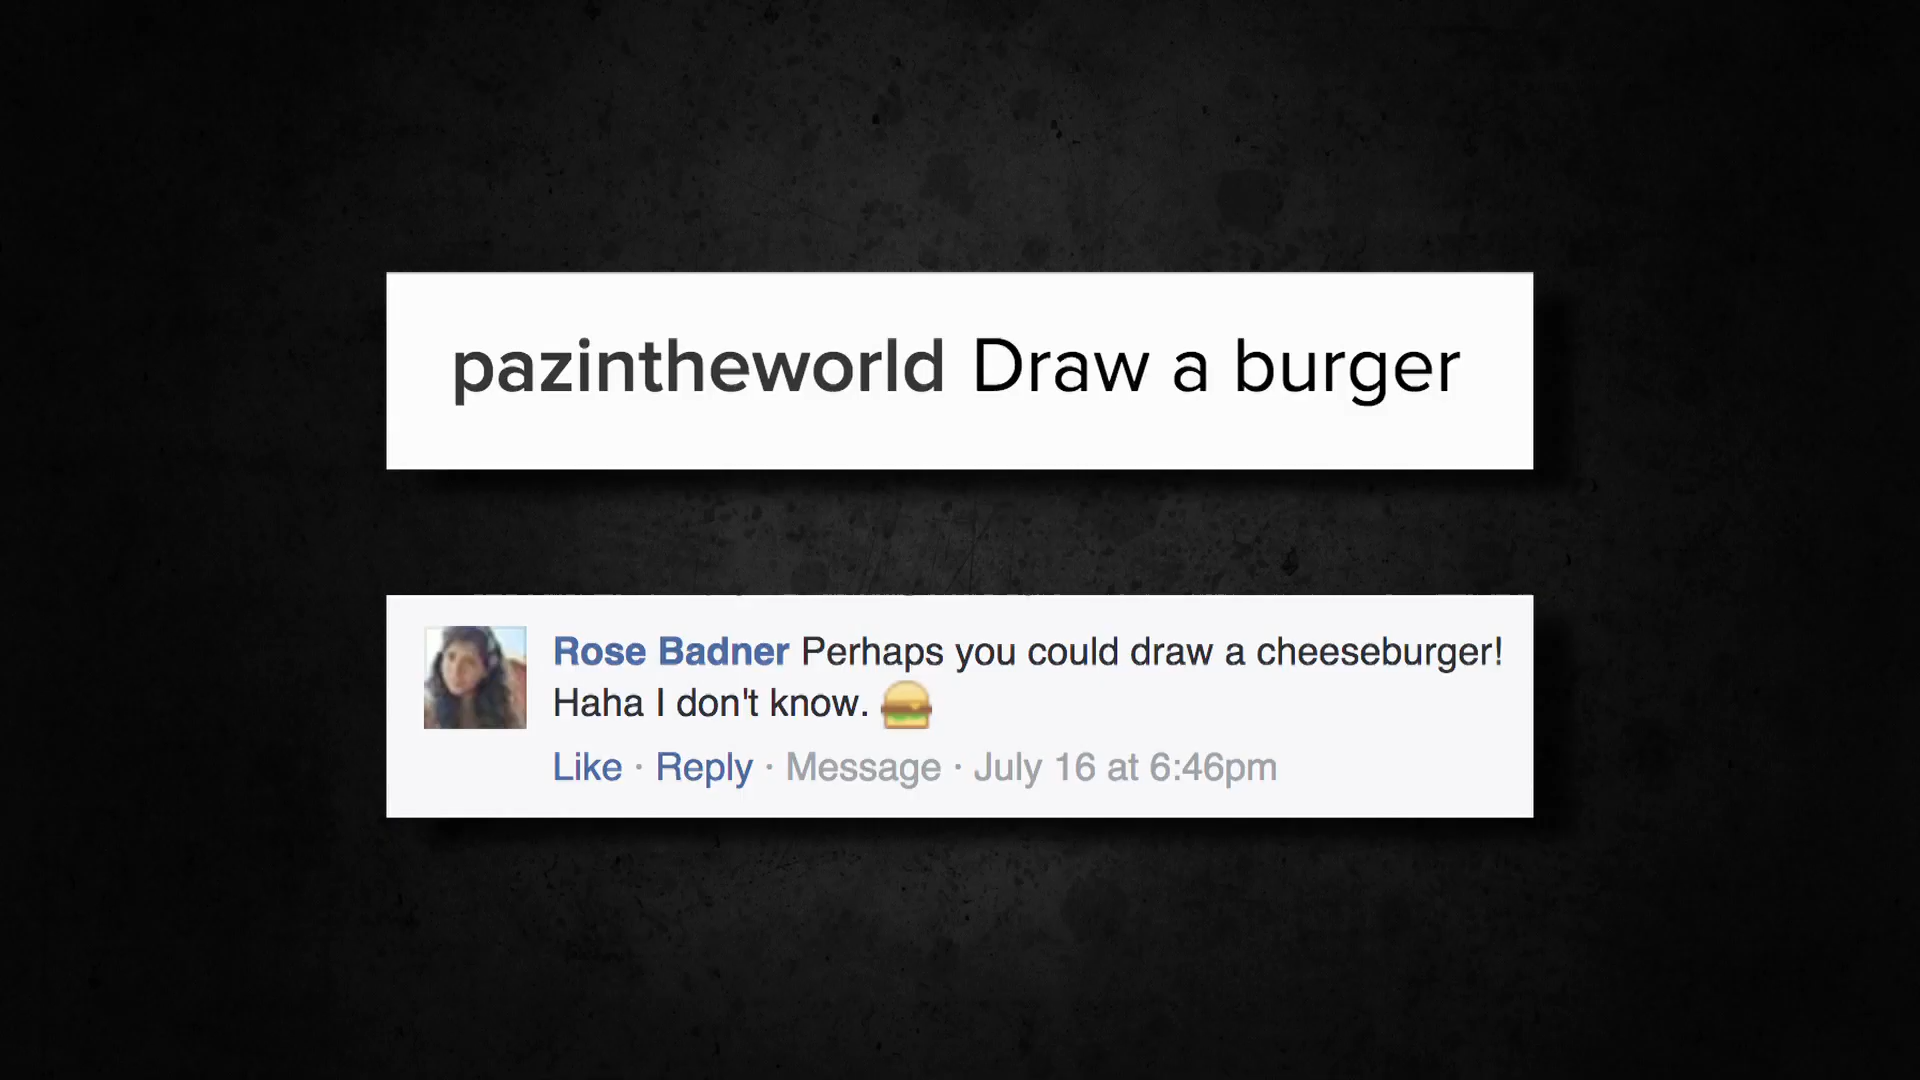 pazintheworld Draw a burger
Rose Badner Perhaps you could draw a cheeseburger!
Haha I don't know. 🍔
Like · Reply · Message · July 16 at 6:46pm